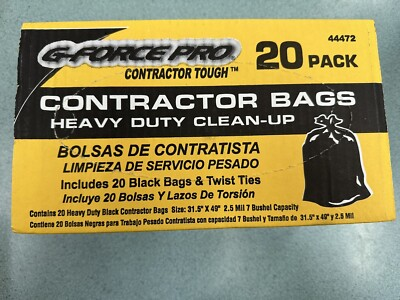 44472
G-FORCE PRO 20 PACK
CONTRACTOR TOUGH™
CONTRACTOR BAGS
HEAVY DUTY CLEAN-UP
BOLSAS DE CONTRATISTA
LIMPIEZA DE SERVICIO PESADO
Includes 20 Black Bags & Twist Ties
Incluye 20 Bolsas Y Lazos De Torsión
Contains 20 Heavy Duty Black Contractor Bags Size: 31.5" X 49" 2.5 Mil 7 Bushel Capacity
Contiene 20 Bolsas Negras para Trabajo Pesado Contratista con capacidad 7 Bushel y Tamaño de 31.5" x 49" y 2.5 Mil